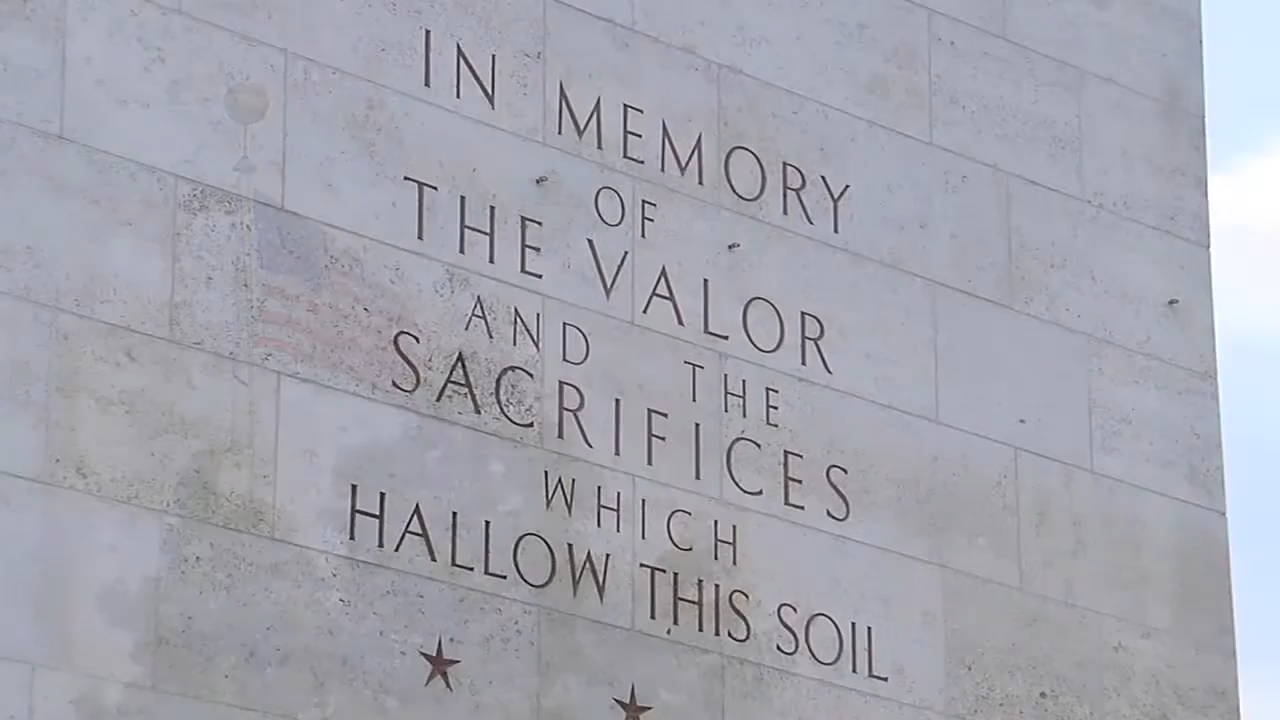 IN MEMORY
OF
THE VALOR
AND THE
SACRIFICES
WHICH
HALLOW THIS SOIL